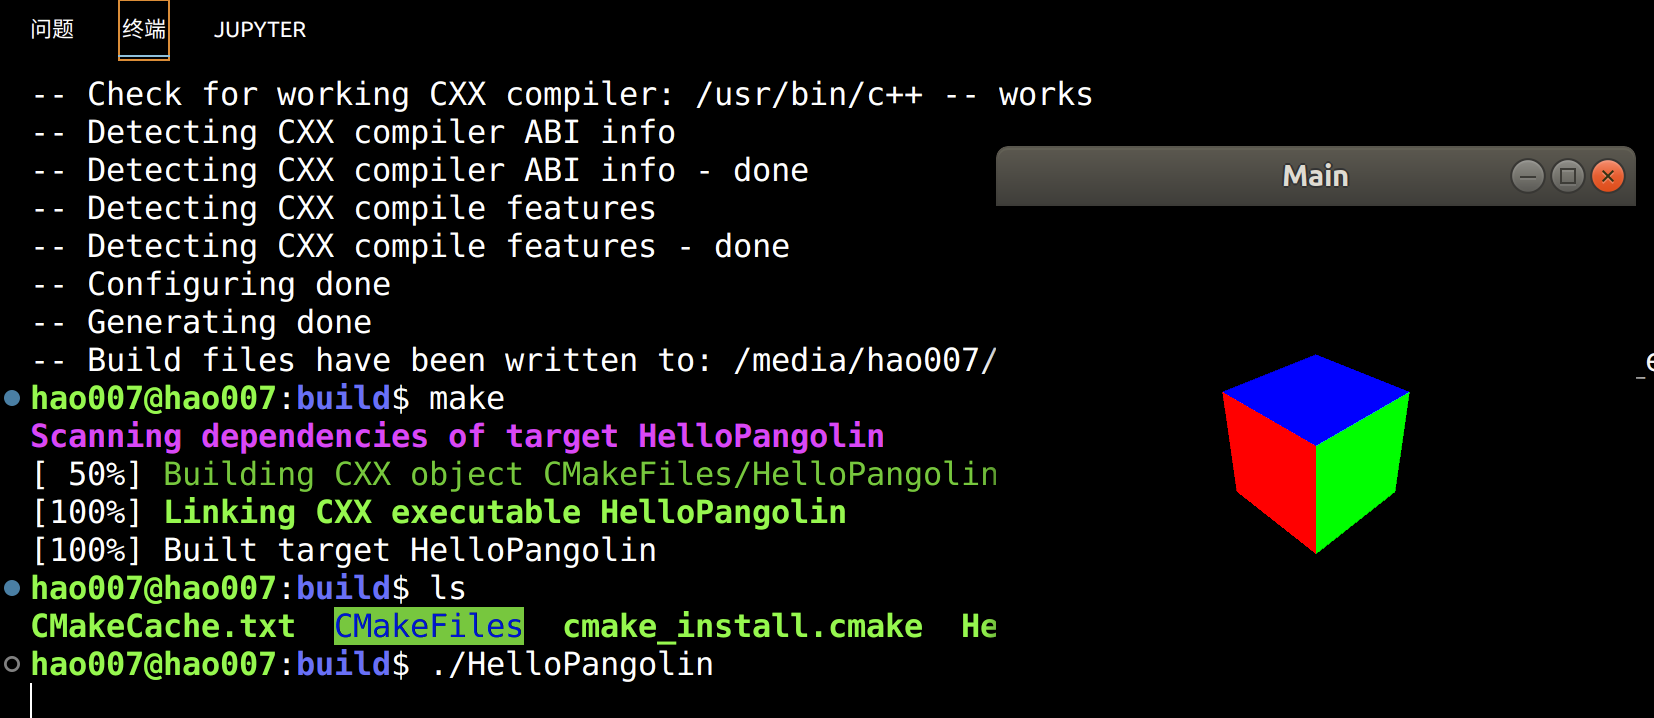 问题 终端 JUPYTER
-- Check for working CXX compiler: /usr/bin/c++ -- works
-- Detecting CXX compiler ABI info
-- Detecting CXX compiler ABI info - done
-- Detecting CXX compile features
-- Detecting CXX compile features - done
-- Configuring done
-- Generating done
-- Build files have been written to: /media/hao007/
hao007@hao007:build$ make
Scanning dependencies of target HelloPangolin
[ 50%] Building CXX object CMakeFiles/HelloPangolin
[100%] Linking CXX executable HelloPangolin
[100%] Built target HelloPangolin
hao007@hao007:build$ ls
CMakeCache.txt CMakeFiles cmake_install.cmake He
hao007@hao007:build$ ./HelloPangolin
Main